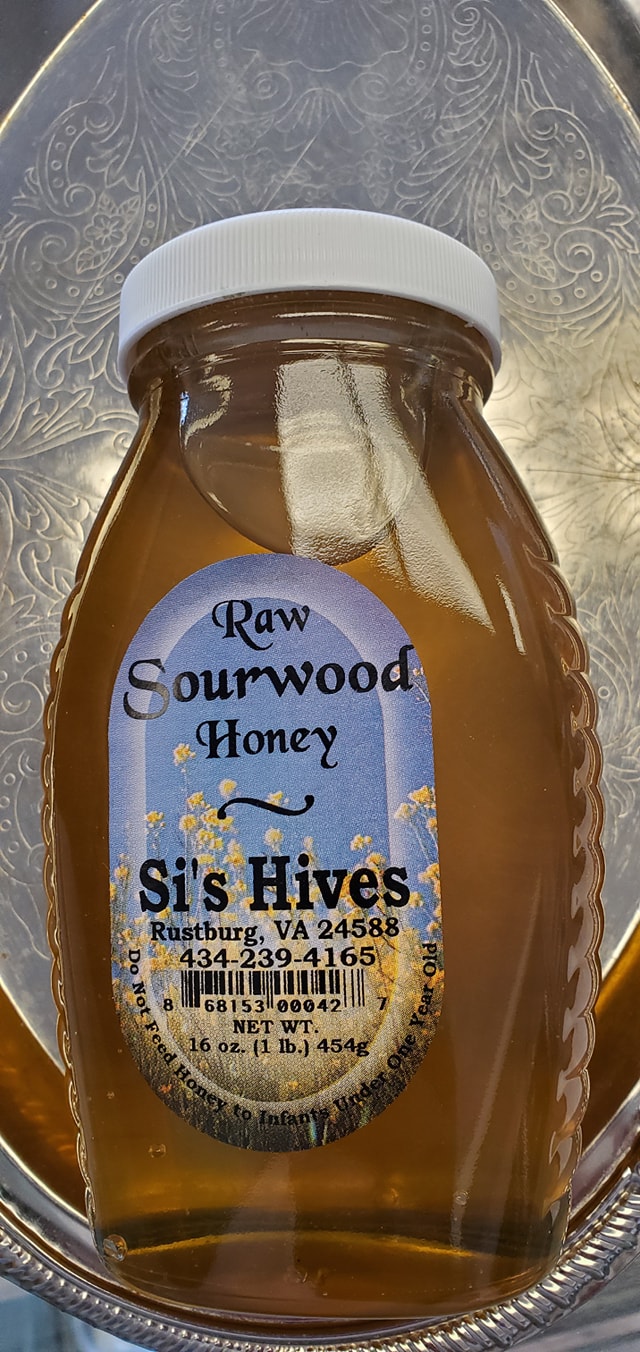 Raw
Sourwood
Honey
Si's Hives
Rustburg, VA 24588
434-239-4165
8 68153 00042 7
NET WT.
16 oz. (1 lb.) 454g
Do Not Feed Honey to Infants Under One Year Old